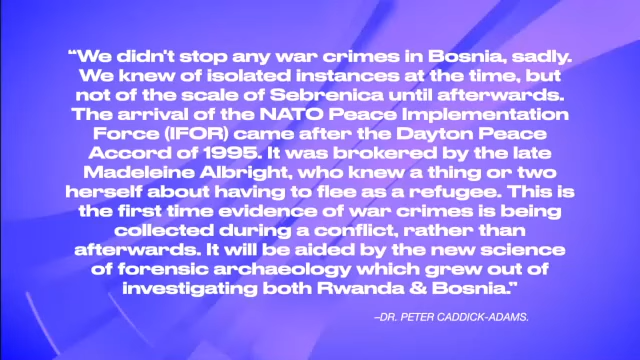 “We didn't stop any war crimes in Bosnia, sadly.
We knew of isolated instances at the time, but
not of the scale of Sebrenica until afterwards.
The arrival of the NATO Peace Implementation
Force (IFOR) came after the Dayton Peace
Accord of 1995. It was brokered by the late
Madeleine Albright, who knew a thing or two
herself about having to flee as a refugee. This is
the first time evidence of war crimes is being
collected during a conflict, rather than
afterwards. It will be aided by the new science
of forensic archaeology which grew out of
investigating both Rwanda & Bosnia.”
–DR. PETER CADDICK-ADAMS.